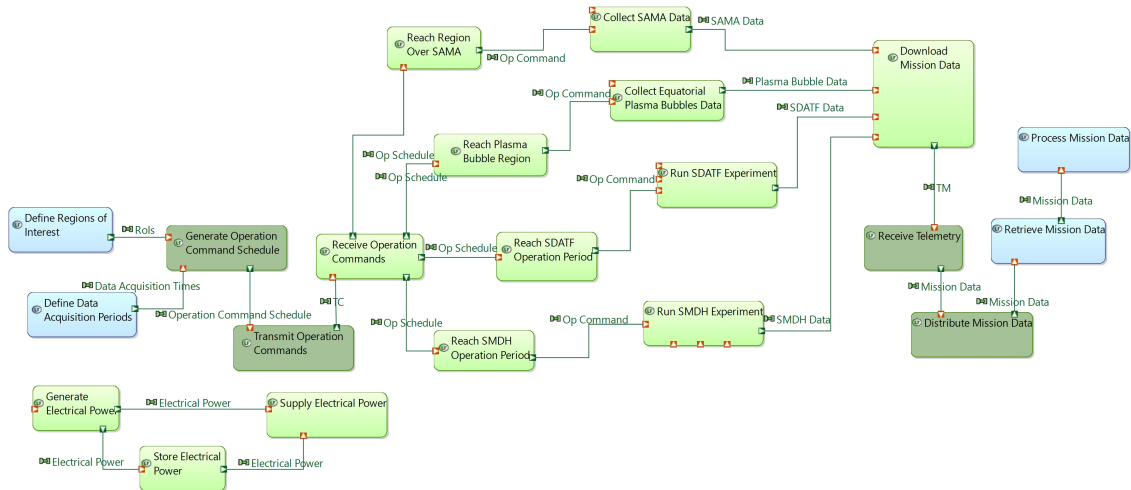 Reach Region
Over SAMA
Op Command
Collect SAMA Data
SAMA Data
Download
Mission Data
Op Command
Collect Equatorial
Plasma Bubbles Data
Plasma Bubble Data
SDATF Data
Process Mission Data
Op Schedule
Reach Plasma
Bubble Region
Op Schedule
Op Command
Run SDATF Experiment
TM
Mission Data
Define Regions of
Interest
RoIs
Generate Operation
Command Schedule
Receive Operation
Commands
Op Schedule
Reach SDATF
Operation Period
Receive Telemetry
Retrieve Mission Data
Data Acquisition Times
Define Data
Acquisition Periods
Operation Command Schedule
TC
Transmit Operation
Commands
Op Schedule
Reach SMDH
Operation Period
Op Command
Run SMDH Experiment
SMDH Data
Mission Data
Mission Data
Distribute Mission Data
Generate
Electrical Power
Electrical Power
Supply Electrical Power
Electrical Power
Store Electrical
Power
Electrical Power